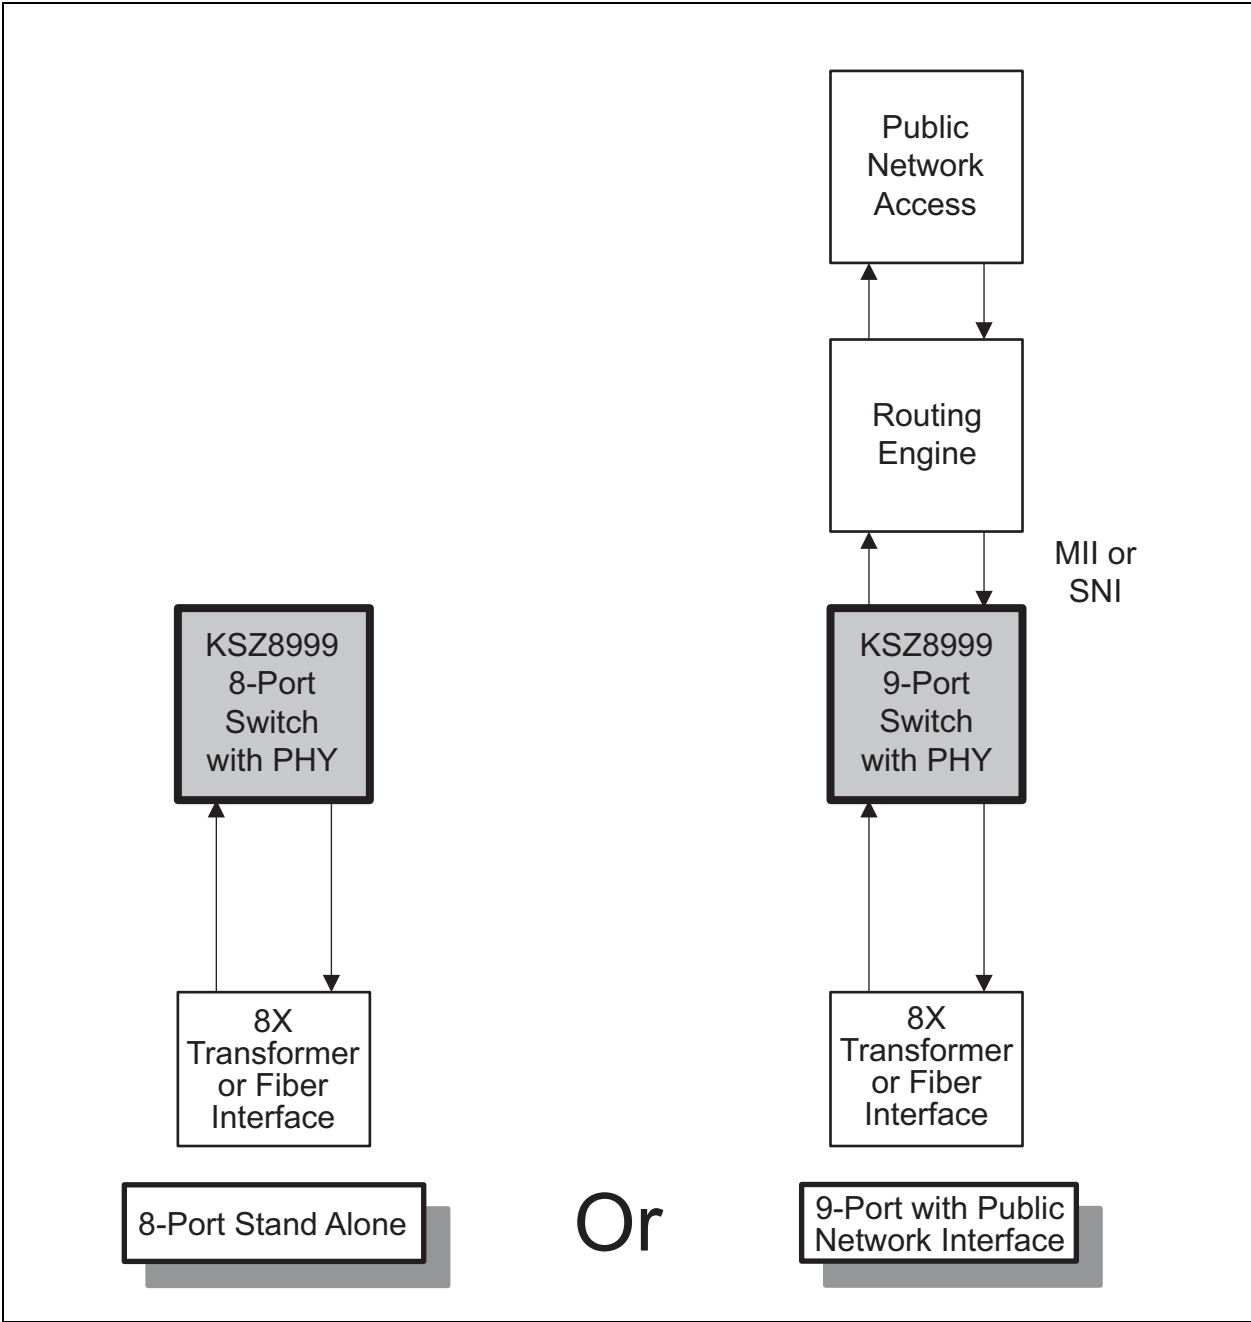 Public
Network
Access
Routing
Engine
MII or
SNI
KSZ8999
8-Port
Switch
with PHY
KSZ8999
9-Port
Switch
with PHY
8X
Transformer
or Fiber
Interface
8X
Transformer
or Fiber
Interface
8-Port Stand Alone
Or
9-Port with Public
Network Interface